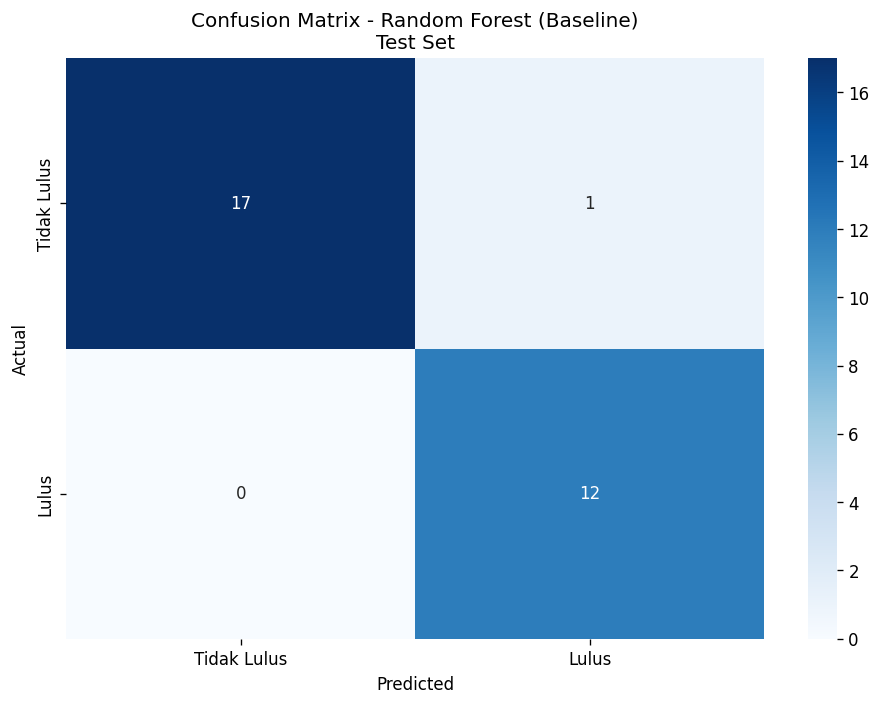 Confusion Matrix - Random Forest (Baseline)
Test Set
Actual
Tidak Lulus
Lulus
17
1
0
12
Tidak Lulus
Lulus
Predicted
16
14
12
10
8
6
4
2
0